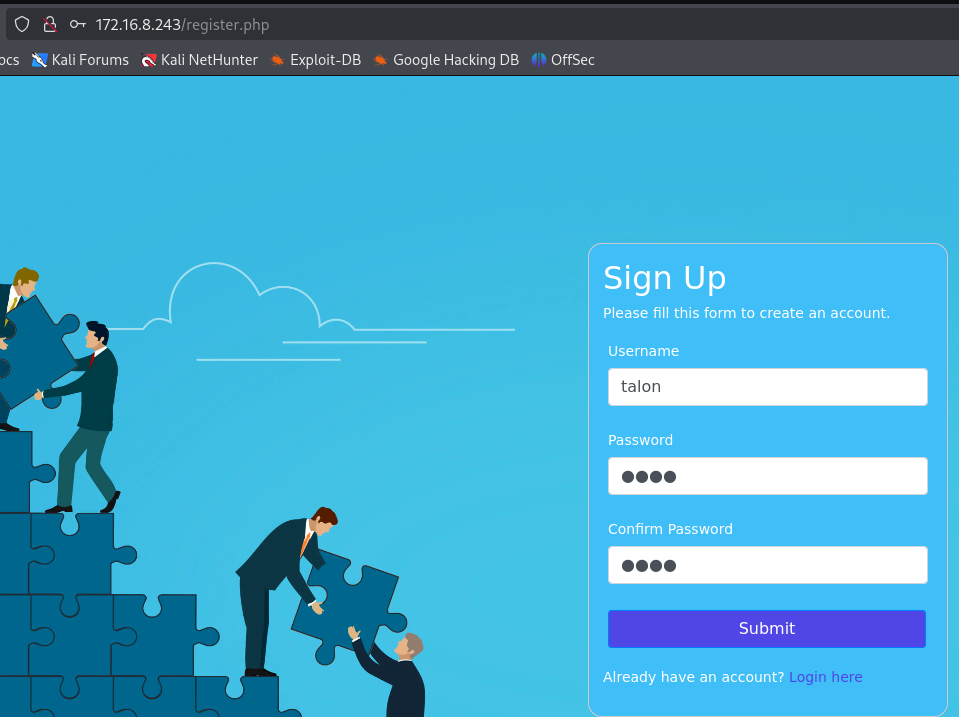 172.16.8.243/register.php
ocs Kali Forums Kali NetHunter Exploit-DB Google Hacking DB OffSec
Sign Up
Please fill this form to create an account.
Username
talon
Password
●●●●
Confirm Password
●●●●
Submit
Already have an account? Login here